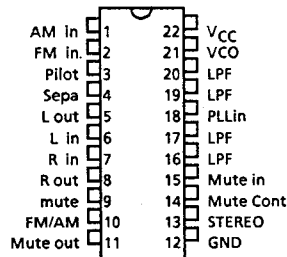 AM in 1 22 VCC
FM in. 2 21 VCO
Pilot 3 20 LPF
Sepa 4 19 LPF
L out 5 18 PLLin
L in 6 17 LPF
R in 7 16 LPF
R out 8 15 Mute in
mute 9 14 Mute Cont
FM/AM 10 13 STEREO
Mute out 11 12 GND